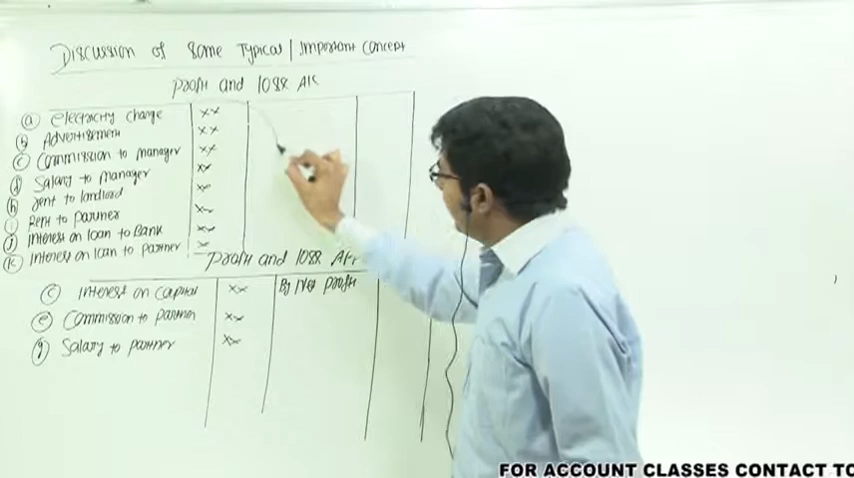 Discussion of Some Typical | Important Concept
Profit and loss A/C
(a) Electricity charge xx
(b) Advertisement xx
(c) Commission to manager xx
(d) Salary to manager xx
(h) rent to landlord xx
(i) Rent to partner xx
(j) Interest on loan to Bank xx
(k) Interest on loan to partner xx
Profit and loss
(c) Interest on capital xx By Net profit
(e) Commission to partner xx
(g) Salary to partner xx
FOR ACCOUNT CLASSES CONTACT TO